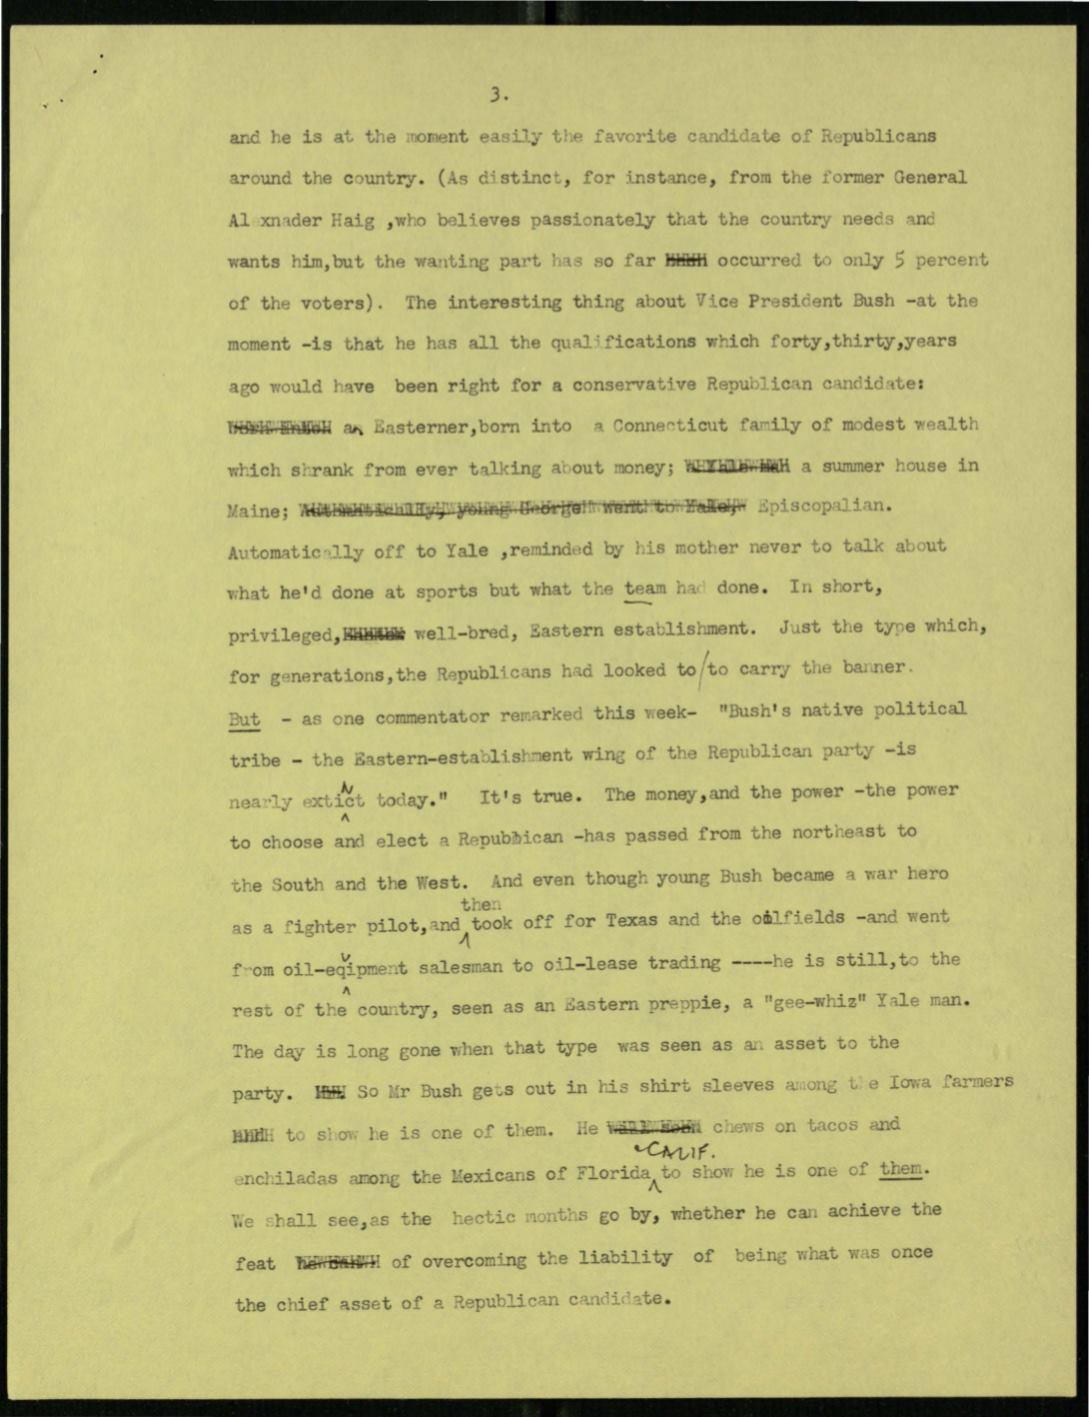 3.
and he is at the moment easily the favorite candidate of Republicans
around the country. (As distinct, for instance, from the former General
Al xnader Haig ,who believes passionately that the country needs and
wants him,but the wanting part has so far occurred to only 5 percent
of the voters). The interesting thing about Vice President Bush -at the
moment -is that he has all the qualifications which forty,thirty,years
ago would have been right for a conservative Republican candidate:
an Easterner,born into a Connecticut family of modest wealth
which shrank from ever talking about money; a summer house in
Maine; Automatically, young George went to Yale, Episcopalian.
Automatically off to Yale ,reminded by his mother never to talk about
what he'd done at sports but what the team had done. In short,
privileged, well-bred, Eastern establishment. Just the type which,
for generations,the Republicans had looked to/to carry the banner.
But - as one commentator remarked this week- "Bush's native political
tribe - the Eastern-establishment wing of the Republican party -is
N
nearly extict today." It's true. The money,and the power -the power
to choose and elect a Republican -has passed from the northeast to
the South and the West. And even though young Bush became a war hero
then
as a fighter pilot,and took off for Texas and the oilfields -and went
U
from oil-eqipment salesman to oil-lease trading ----he is still,to the
rest of the country, seen as an Eastern preppie, a "gee-whiz" Yale man.
The day is long gone when that type was seen as an asset to the
party. So Mr Bush gets out in his shirt sleeves among the Iowa farmers
to show he is one of them. He chews on tacos and
-CALIF.
enchiladas among the Mexicans of Florida to show he is one of them.
We shall see,as the hectic months go by, whether he can achieve the
feat of overcoming the liability of being what was once
the chief asset of a Republican candidate.